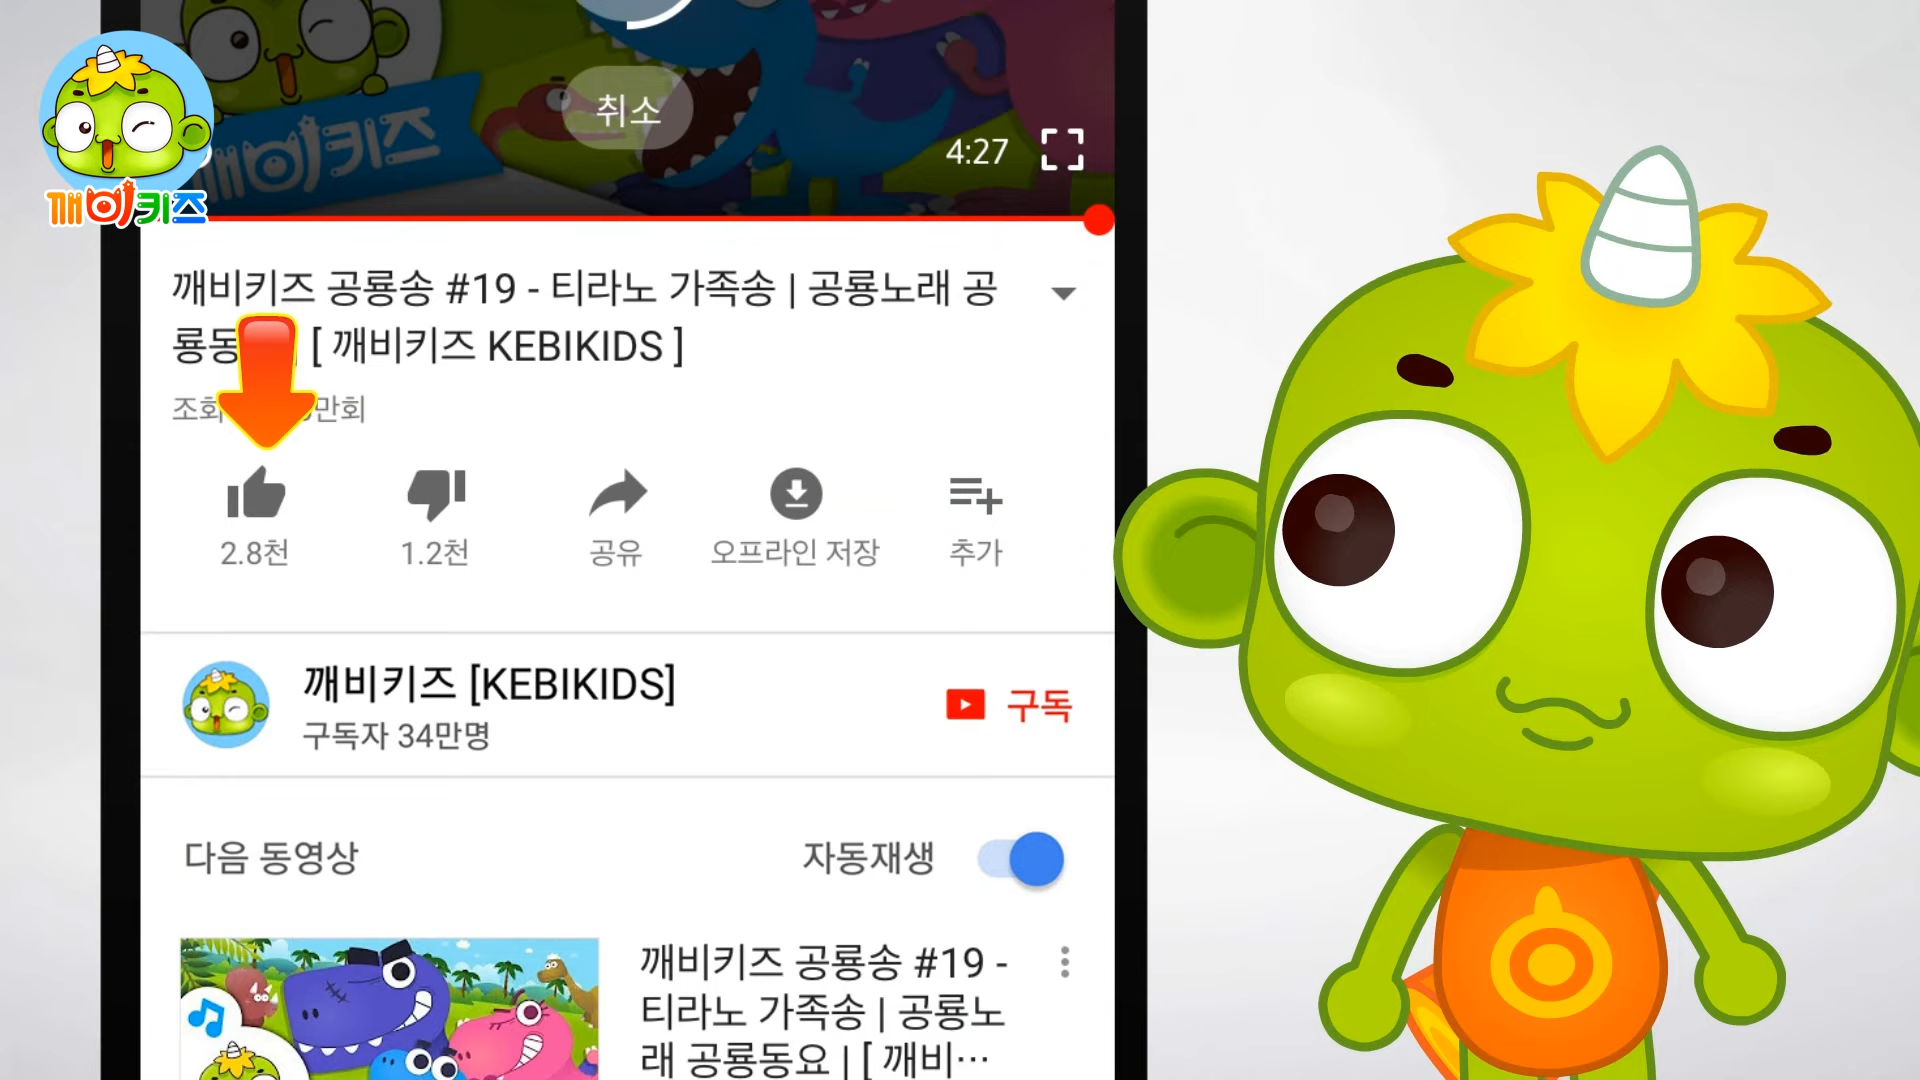 깨비키즈
깨비키즈
취소
4:27
깨비키즈 공룡송 #19 - 티라노 가족송 | 공룡노래 공
룡동 [ 깨비키즈 KEBIKIDS ]
만회
2.8천
1.2천
공유
오프라인 저장
추가
깨비키즈 [KEBIKIDS]
구독자 34만명
구독
다음 동영상
자동재생
깨비키즈 공룡송 #19 -
티라노 가족송 | 공룡노
래 공룡동요 | [ 깨비…